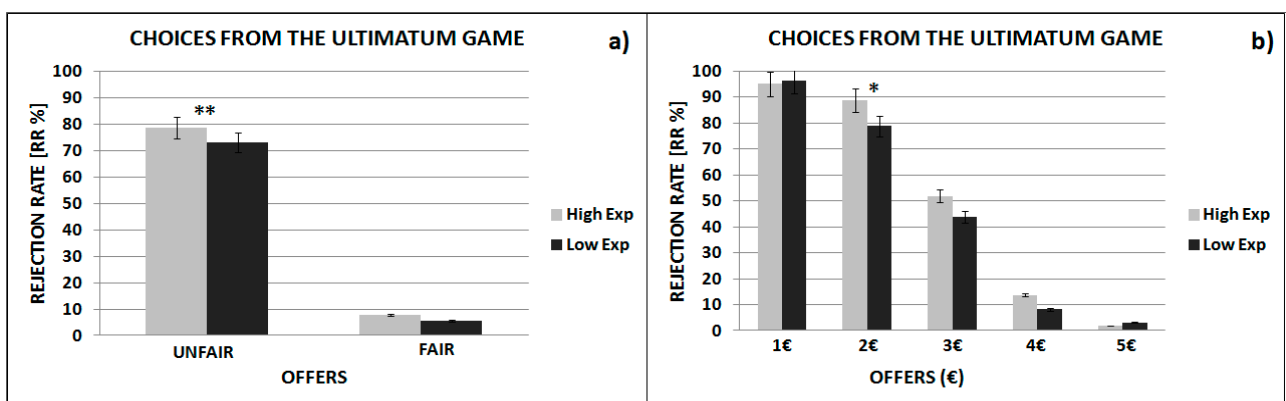 CHOICES FROM THE ULTIMATUM GAME
a)
REJECTION RATE [RR %]
100
90
80
70
60
50
40
30
20
10
0
**
High Exp
Low Exp
UNFAIR FAIR
OFFERS
CHOICES FROM THE ULTIMATUM GAME
b)
REJECTION RATE [RR %]
100
90
80
70
60
50
40
30
20
10
0
*
High Exp
Low Exp
1€ 2€ 3€ 4€ 5€
OFFERS (€)